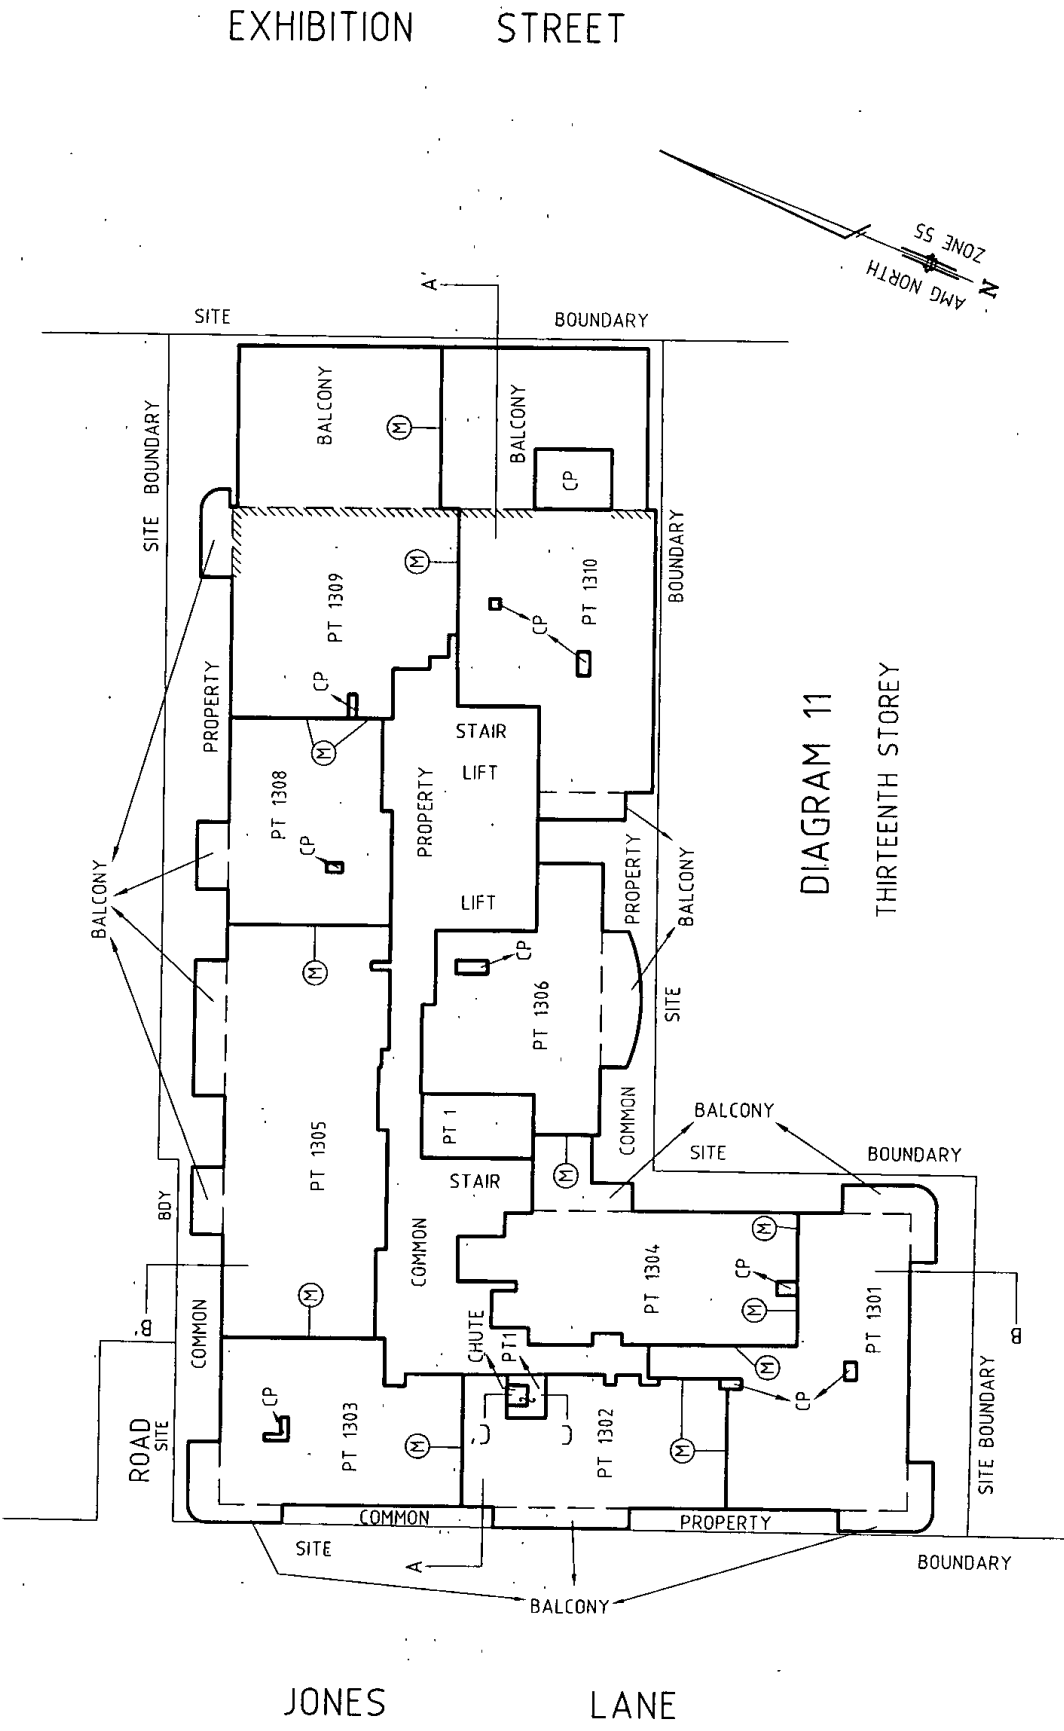 EXHIBITION STREET
ZONE 55
AMG NORTH
N
SITE
BOUNDARY
A'
SITE BOUNDARY
BALCONY
M
BALCONY
CP
BOUNDARY
PT 1309
M
PT 1310
CP
CP
PROPERTY
M
STAIR
LIFT
PT 1308
PROPERTY
CP
BALCONY
LIFT
PROPERTY
BALCONY
DIAGRAM 11
THIRTEENTH STOREY
M
CP
PT 1306
SITE
PT 1305
PT 1
COMMON
BALCONY
SITE
BOUNDARY
M
STAIR
BDY
COMMON
M
PT 1304
M
CP
M
PT 1301
B'
B
COMMON
CHUTE
PT1
M
CP
SITE BOUNDARY
ROAD
SITE
CP
PT 1303
M
PT 1302
M
COMMON
PROPERTY
SITE
A
BOUNDARY
BALCONY
JONES LANE